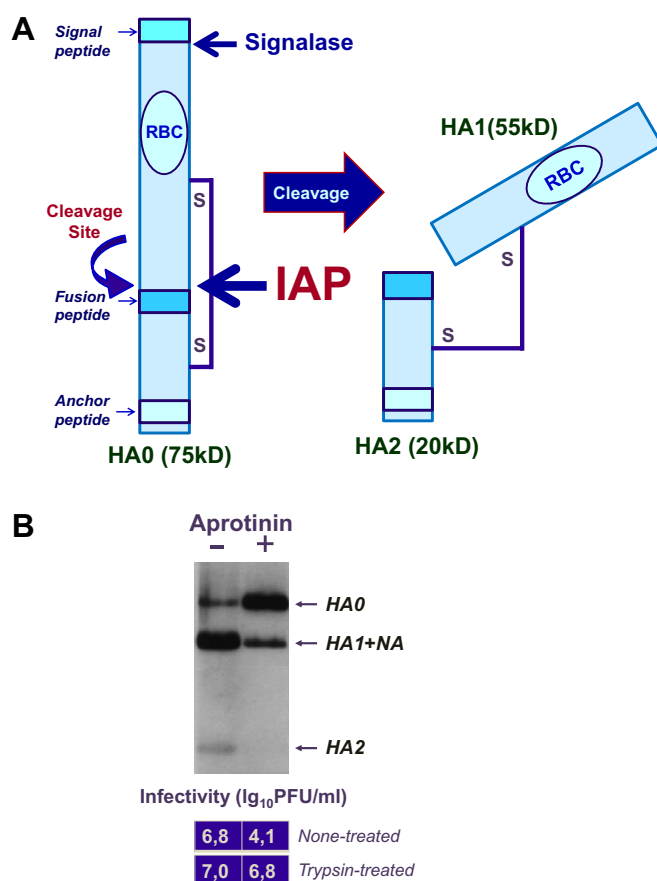 A
Signal
peptide
Signalase
RBC
HA1(55kD)
RBC
S
Cleavage
S
Cleavage
Site
IAP
Fusion
peptide
S
S
Anchor
peptide
HA0 (75kD)
HA2 (20kD)
B
Aprotinin
– +
HA0
HA1+NA
HA2
Infectivity (lg10PFU/ml)
6,8 4,1 None-treated
7,0 6,8 Trypsin-treated